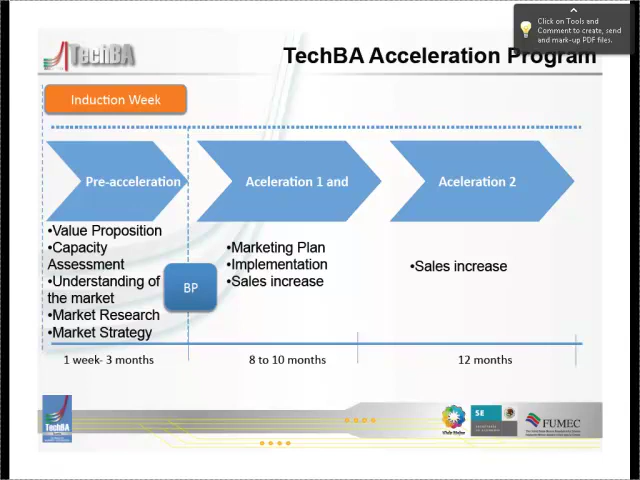 Click on Tools and
Comment to create, send
and mark-up PDF files.
TechBA
TechBA Acceleration Program
Induction Week
Pre-acceleration
Aceleration 1 and
Aceleration 2
•Value Proposition
•Capacity
Assessment
•Understanding of
the market
•Market Research
•Market Strategy
BP
•Marketing Plan
•Implementation
•Sales increase
•Sales increase
1 week- 3 months
8 to 10 months
12 months
TechBA
Vivir Mejor
SE
FUMEC